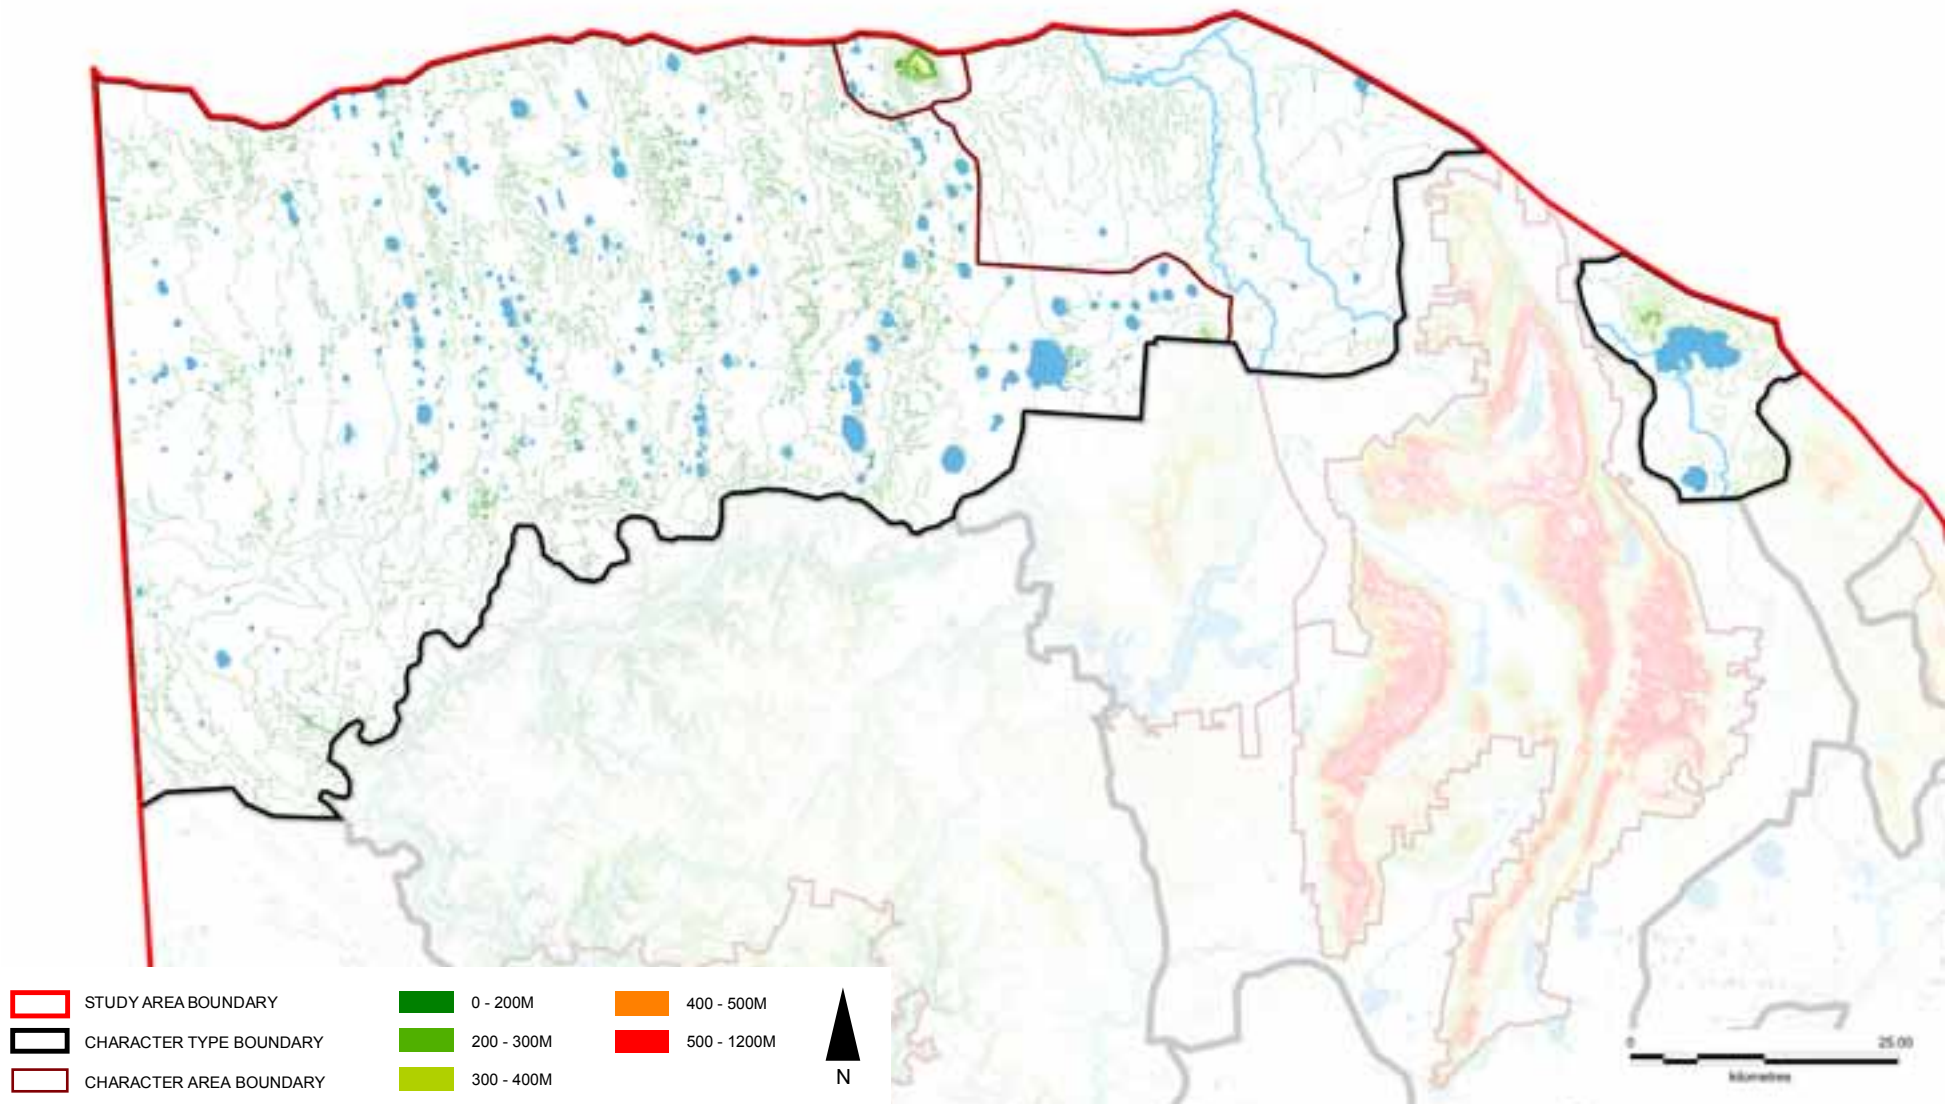 STUDY AREA BOUNDARY
CHARACTER TYPE BOUNDARY
CHARACTER AREA BOUNDARY
0 - 200M
200 - 300M
300 - 400M
400 - 500M
500 - 1200M
N
0 25.00
kilometres